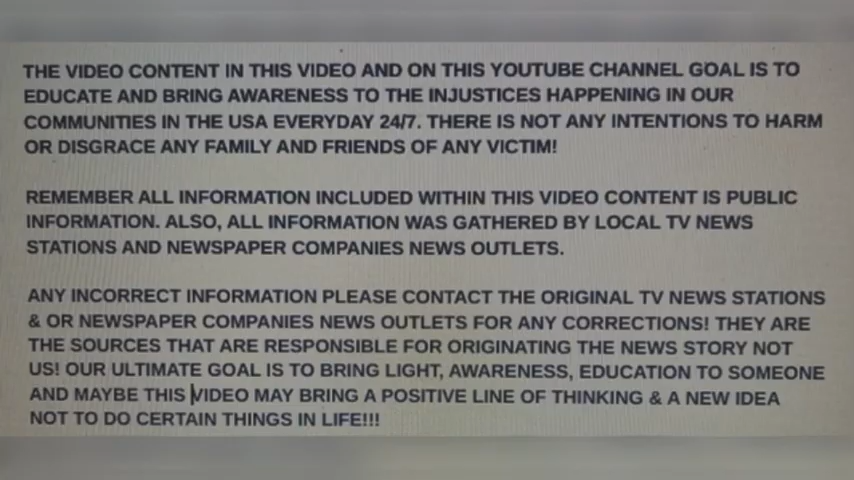 THE VIDEO CONTENT IN THIS VIDEO AND ON THIS YOUTUBE CHANNEL GOAL IS TO
EDUCATE AND BRING AWARENESS TO THE INJUSTICES HAPPENING IN OUR
COMMUNITIES IN THE USA EVERYDAY 24/7. THERE IS NOT ANY INTENTIONS TO HARM
OR DISGRACE ANY FAMILY AND FRIENDS OF ANY VICTIM!
REMEMBER ALL INFORMATION INCLUDED WITHIN THIS VIDEO CONTENT IS PUBLIC
INFORMATION. ALSO, ALL INFORMATION WAS GATHERED BY LOCAL TV NEWS
STATIONS AND NEWSPAPER COMPANIES NEWS OUTLETS.
ANY INCORRECT INFORMATION PLEASE CONTACT THE ORIGINAL TV NEWS STATIONS
& OR NEWSPAPER COMPANIES NEWS OUTLETS FOR ANY CORRECTIONS! THEY ARE
THE SOURCES THAT ARE RESPONSIBLE FOR ORIGINATING THE NEWS STORY NOT
US! OUR ULTIMATE GOAL IS TO BRING LIGHT, AWARENESS, EDUCATION TO SOMEONE
AND MAYBE THIS VIDEO MAY BRING A POSITIVE LINE OF THINKING & A NEW IDEA
NOT TO DO CERTAIN THINGS IN LIFE!!!